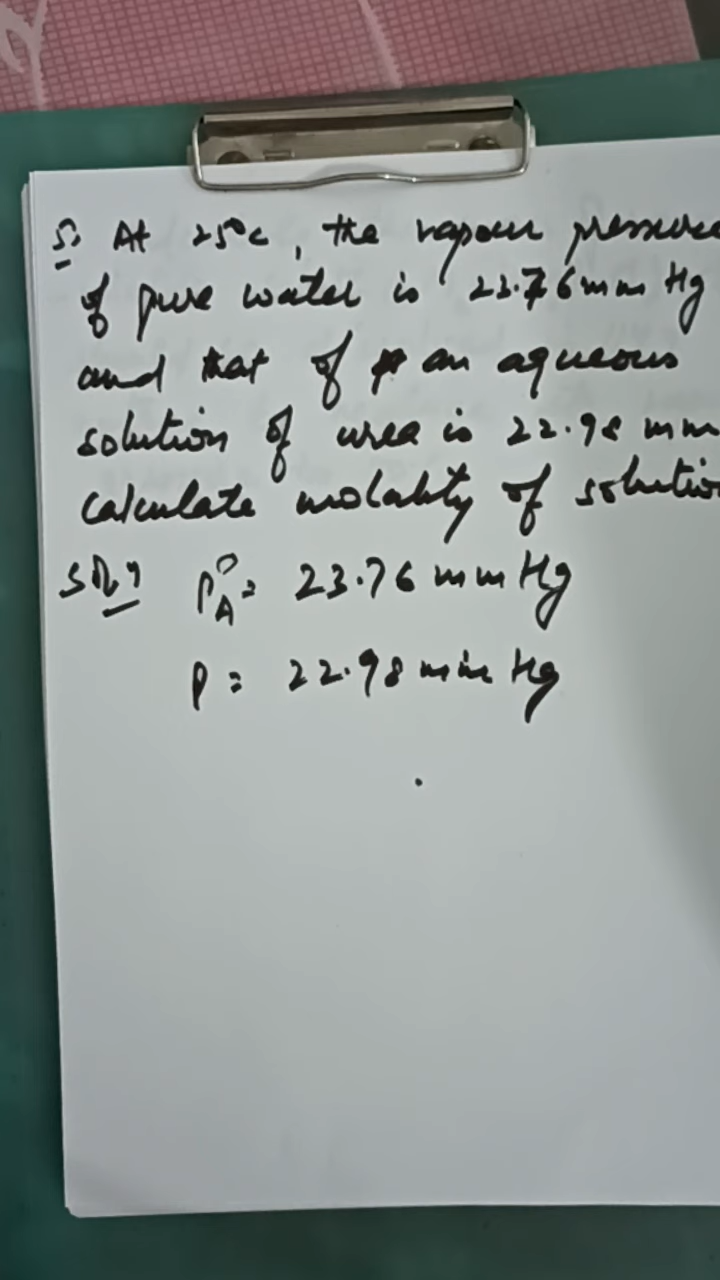 5. At 25°C, the vapour pressure
of pure water is 23.76 mm Hg
and that of an aqueous
solution of urea is 22.98 mm
calculate molality of solution
Sol, P°A = 23.76 mm Hg
P = 22.98 mm Hg